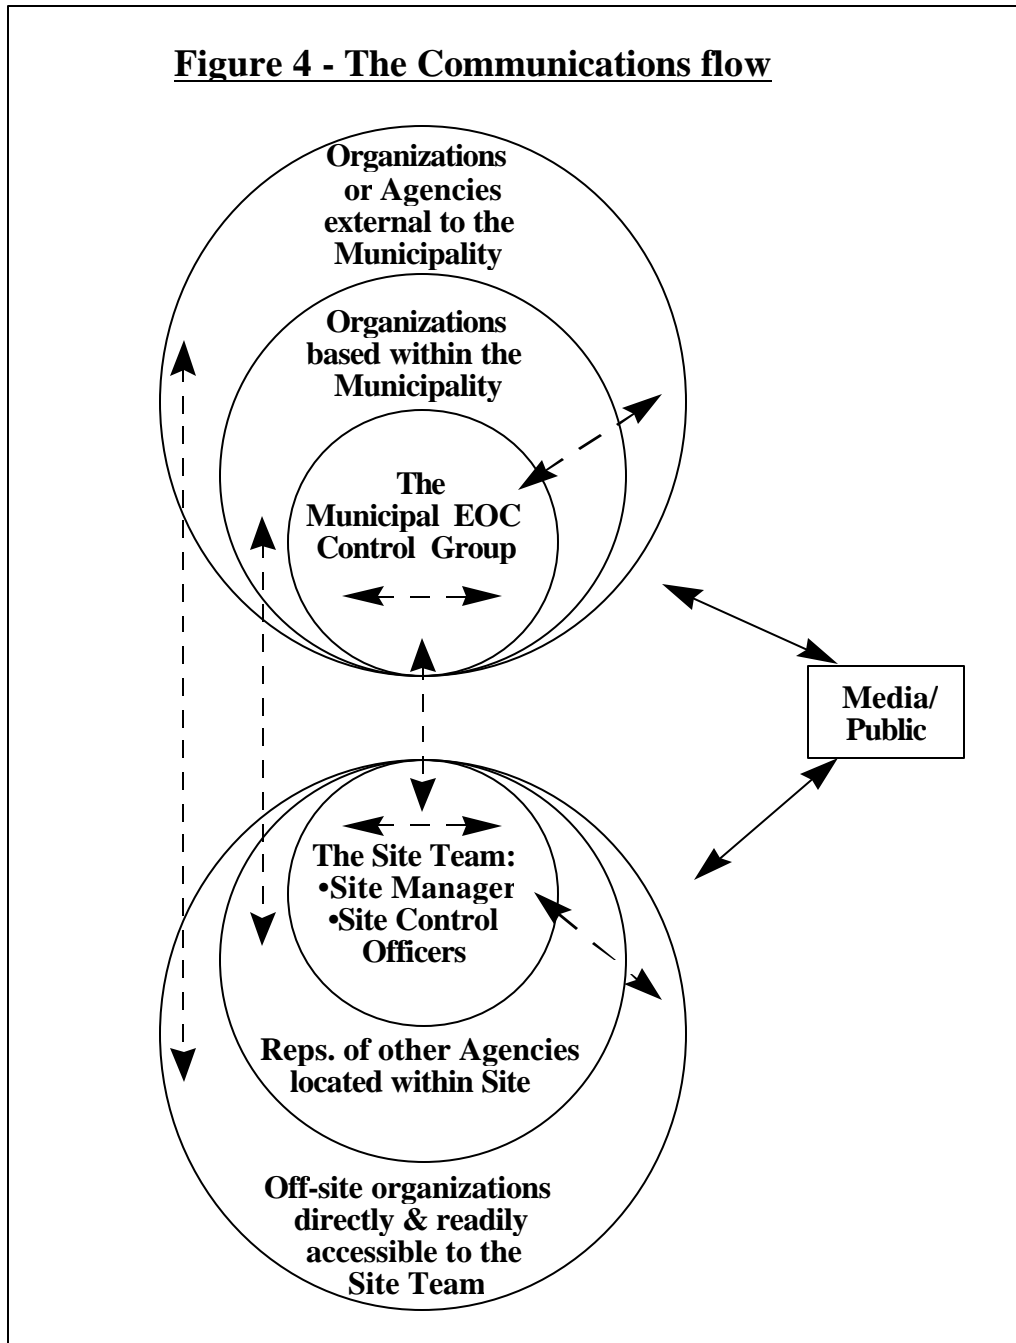 Figure 4 - The Communications flow
Organizations
or Agencies
external to the
Municipality
Organizations
based within the
Municipality
The
Municipal EOC
Control Group
Media/
Public
The Site Team:
•Site Manager
•Site Control
Officers
Reps. of other Agencies
located within Site
Off-site organizations
directly & readily
accessible to the
Site Team